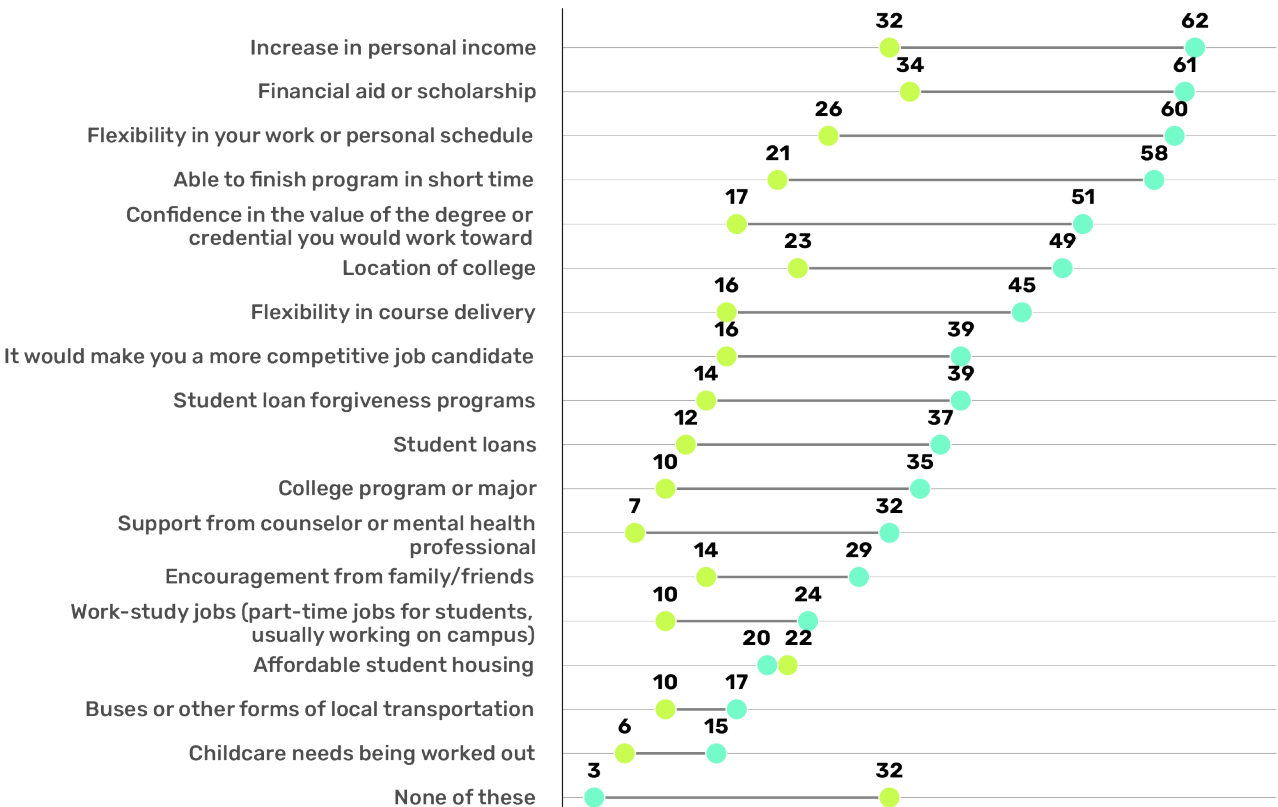 32 62
Increase in personal income
34 61
Financial aid or scholarship
26 60
Flexibility in your work or personal schedule
21 58
Able to finish program in short time
17 51
Confidence in the value of the degree or
credential you would work toward
23 49
Location of college
16 45
Flexibility in course delivery
16 39
It would make you a more competitive job candidate
14 39
Student loan forgiveness programs
12 37
Student loans
10 35
College program or major
7 32
Support from counselor or mental health
professional
14 29
Encouragement from family/friends
10 24
Work-study jobs (part-time jobs for students,
usually working on campus)
20 22
Affordable student housing
10 17
Buses or other forms of local transportation
6 15
Childcare needs being worked out
3 32
None of these